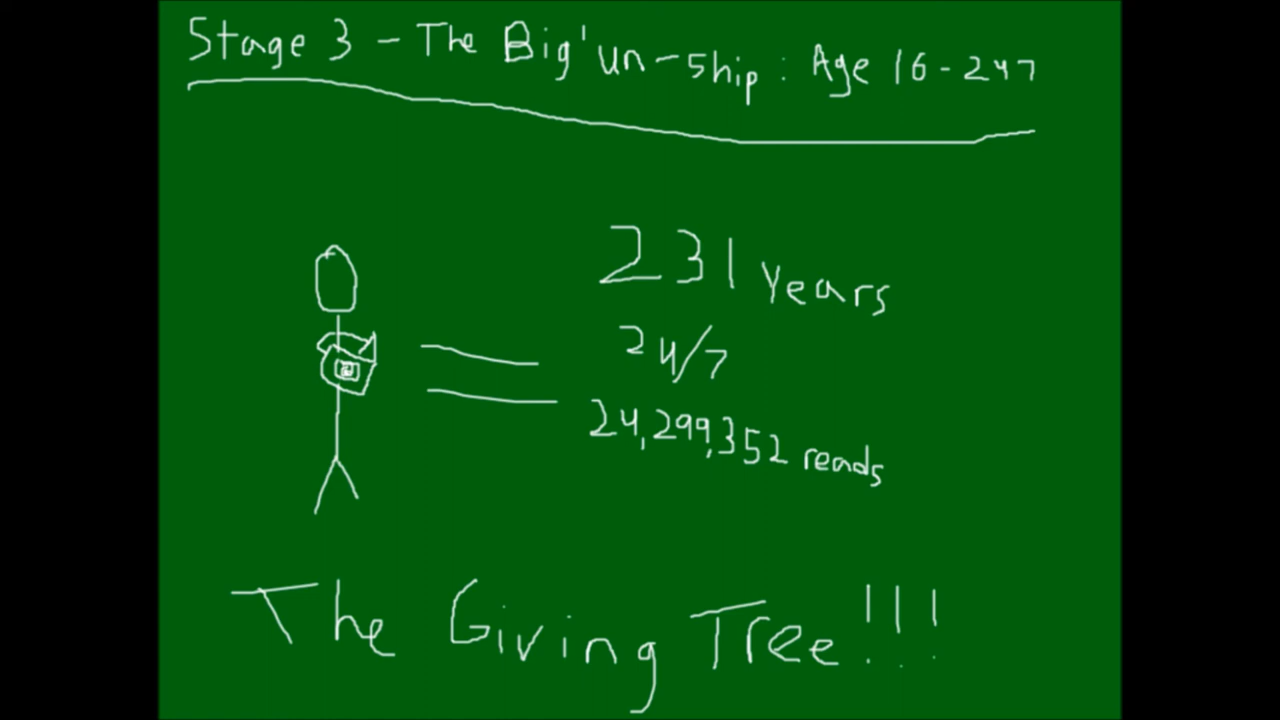 Stage 3 - The Big'un-ship: Age 16-247
231 Years
24/7
24,299,352 reads
The Giving Tree!!!